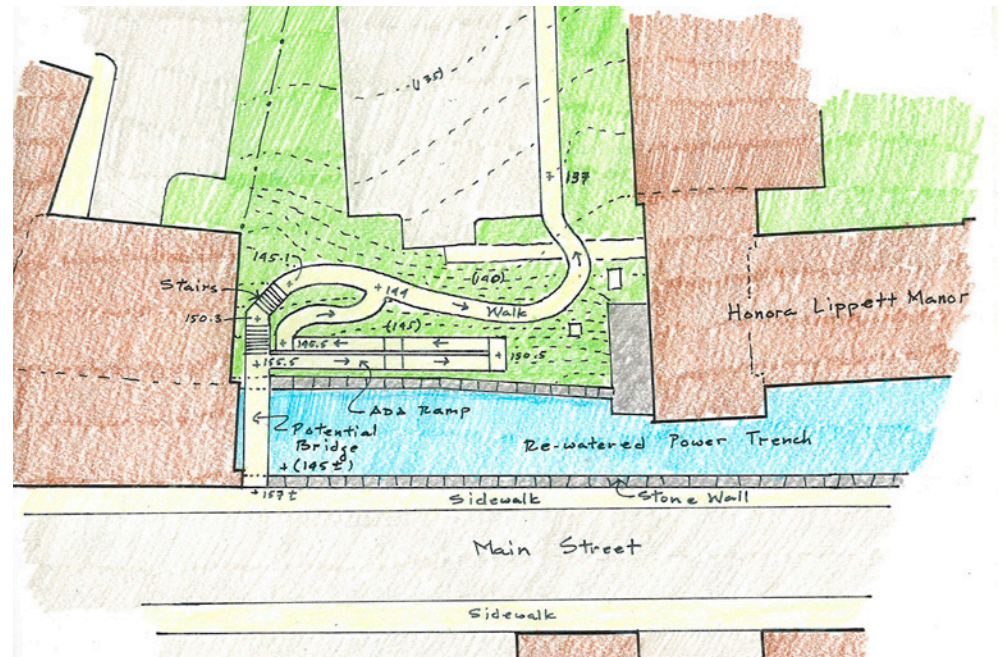 (135)
137
145.1
Stairs
(140)
144
Honora Lippett Manor
150.3
Walk
(145)
145.5
150.5
155.5
ADA Ramp
Potential
Bridge
Re-watered Power Trench
(145±)
157±
Sidewalk
Stone Wall
Main Street
Sidewalk